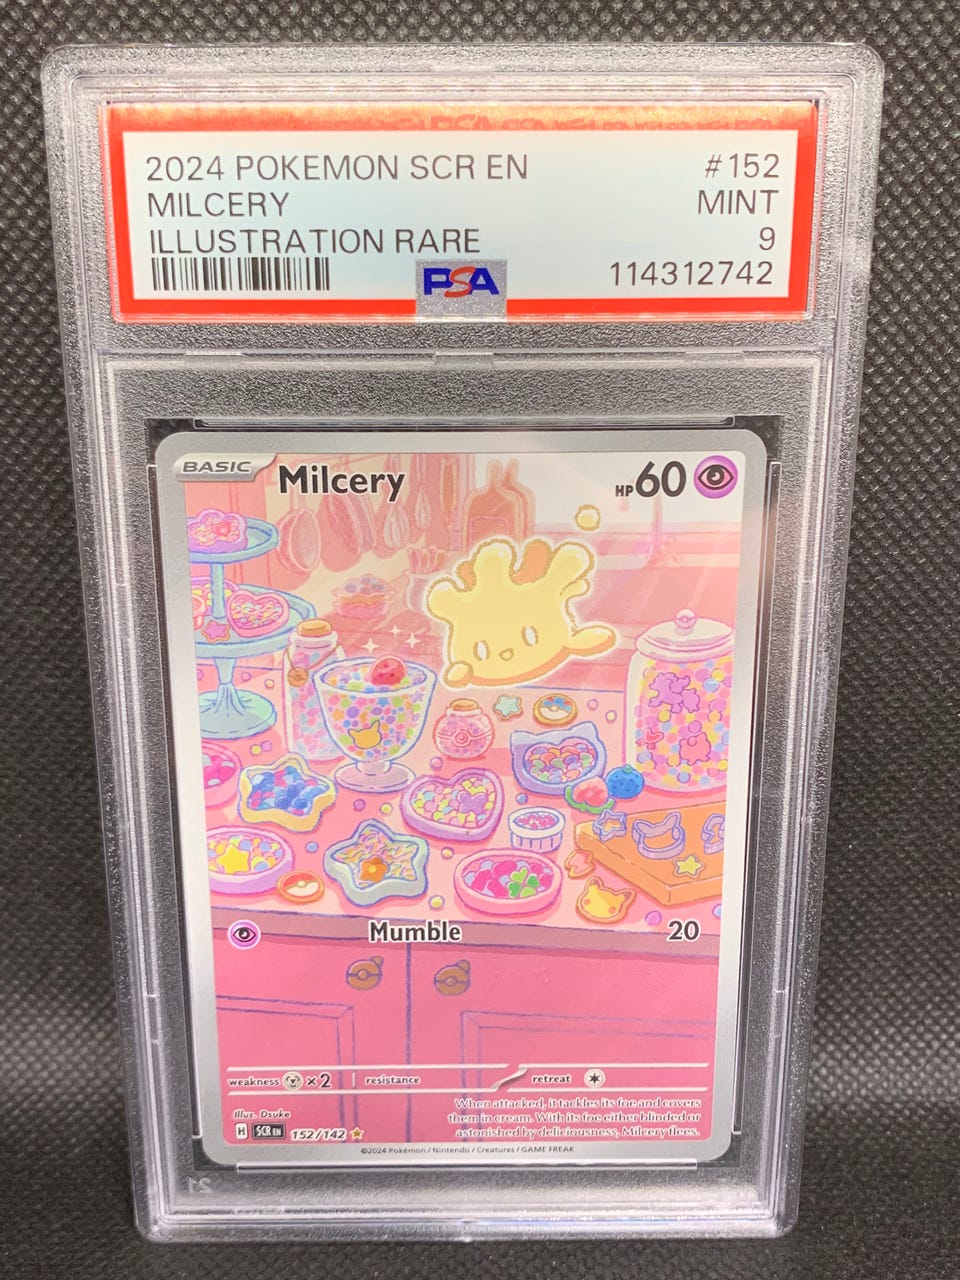 2024 POKEMON SCR EN #152
MILCERY MINT
ILLUSTRATION RARE 9
PSA 114312742
BASIC Milcery HP 60
Mumble 20
weakness ×2 resistance retreat
When attacked, it tackles its foe and covers
them in cream. With its foe either blinded or
astonished by deliciousness, Milcery flees.
Illus. Dsuke
H SCR EN 152/142
©2024 Pokémon / Nintendo / Creatures / GAME FREAK